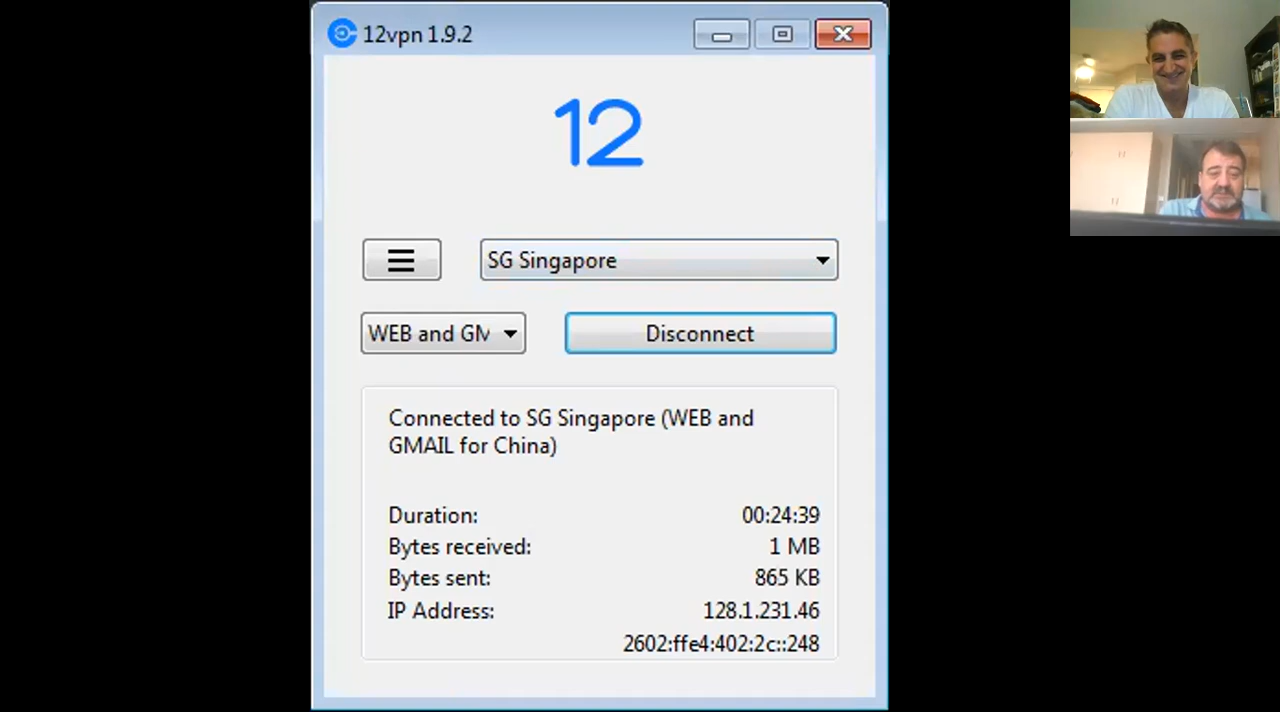 12vpn 1.9.2
12
SG Singapore
WEB and GM
Disconnect
Connected to SG Singapore (WEB and
GMAIL for China)
Duration: 00:24:39
Bytes received: 1 MB
Bytes sent: 865 KB
IP Address: 128.1.231.46
2602:ffe4:402:2c::248